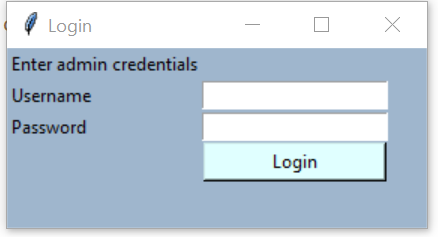 Login
Enter admin credentials
Username
Password
Login